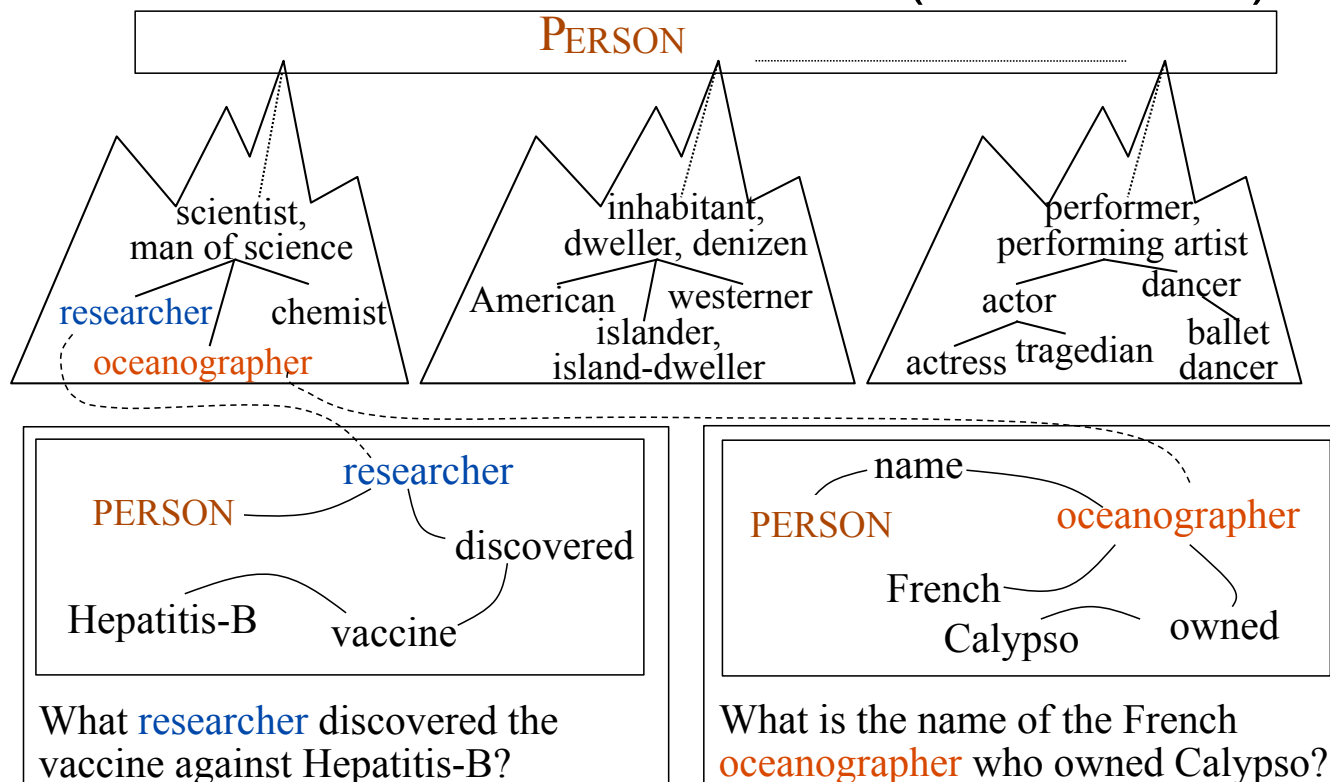 PERSON
scientist,
man of science
researcher
chemist
oceanographer
inhabitant,
dweller, denizen
American
westerner
islander,
island-dweller
performer,
performing artist
actor
dancer
actress
tragedian
ballet
dancer
researcher
PERSON
discovered
Hepatitis-B
vaccine
What researcher discovered the
vaccine against Hepatitis-B?
name
PERSON
oceanographer
French
Calypso
owned
What is the name of the French
oceanographer who owned Calypso?